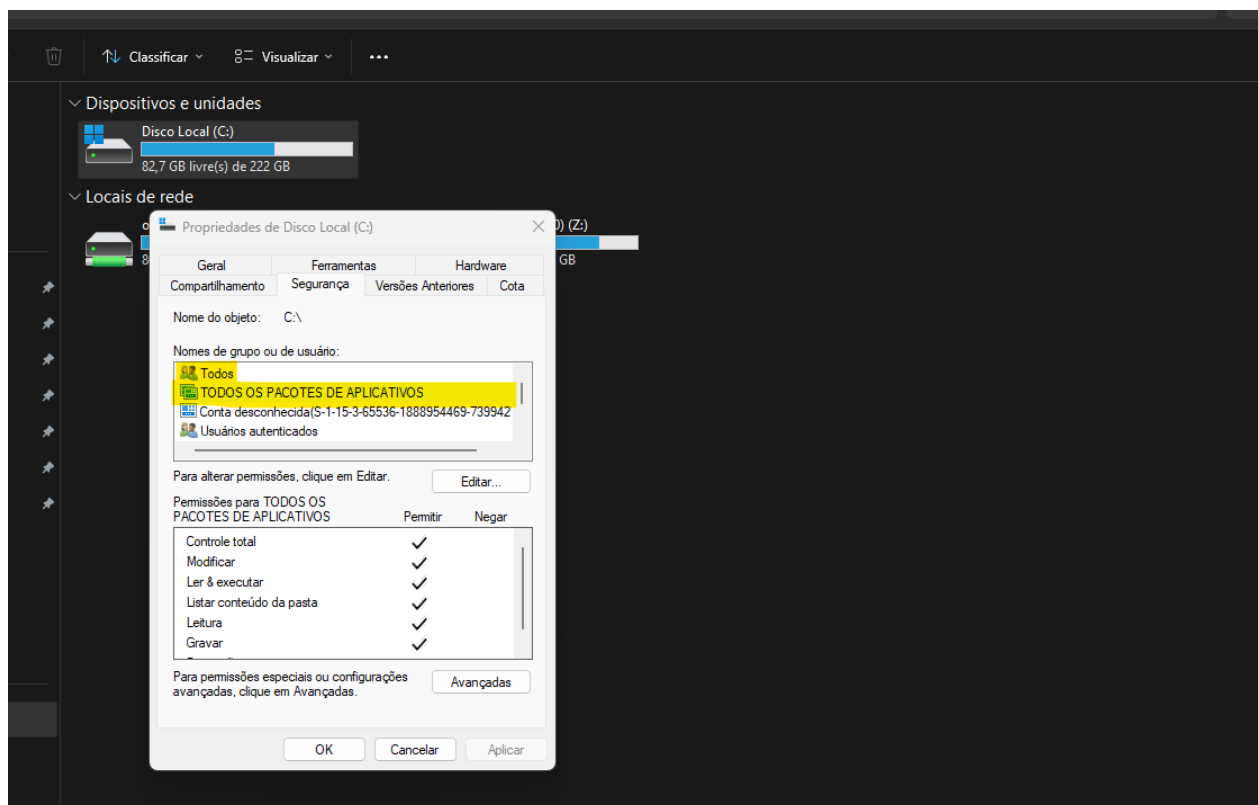 Classificar
Visualizar
Dispositivos e unidades
Disco Local (C:)
82,7 GB livre(s) de 222 GB
Locais de rede
(Z:)
GB
Propriedades de Disco Local (C:)
Geral Ferramentas Hardware
Compartilhamento Segurança Versões Anteriores Cota
Nome do objeto: C:\
Nomes de grupo ou de usuário:
Todos
TODOS OS PACOTES DE APLICATIVOS
Conta desconhecida(S-1-15-3-65536-1888954469-739942
Usuários autenticados
Para alterar permissões, clique em Editar.
Editar...
Permissões para TODOS OS
PACOTES DE APLICATIVOS Permitir Negar
Controle total
Modificar
Ler & executar
Listar conteúdo da pasta
Leitura
Gravar
Para permissões especiais ou configurações
avançadas, clique em Avançadas.
Avançadas
OK Cancelar Aplicar